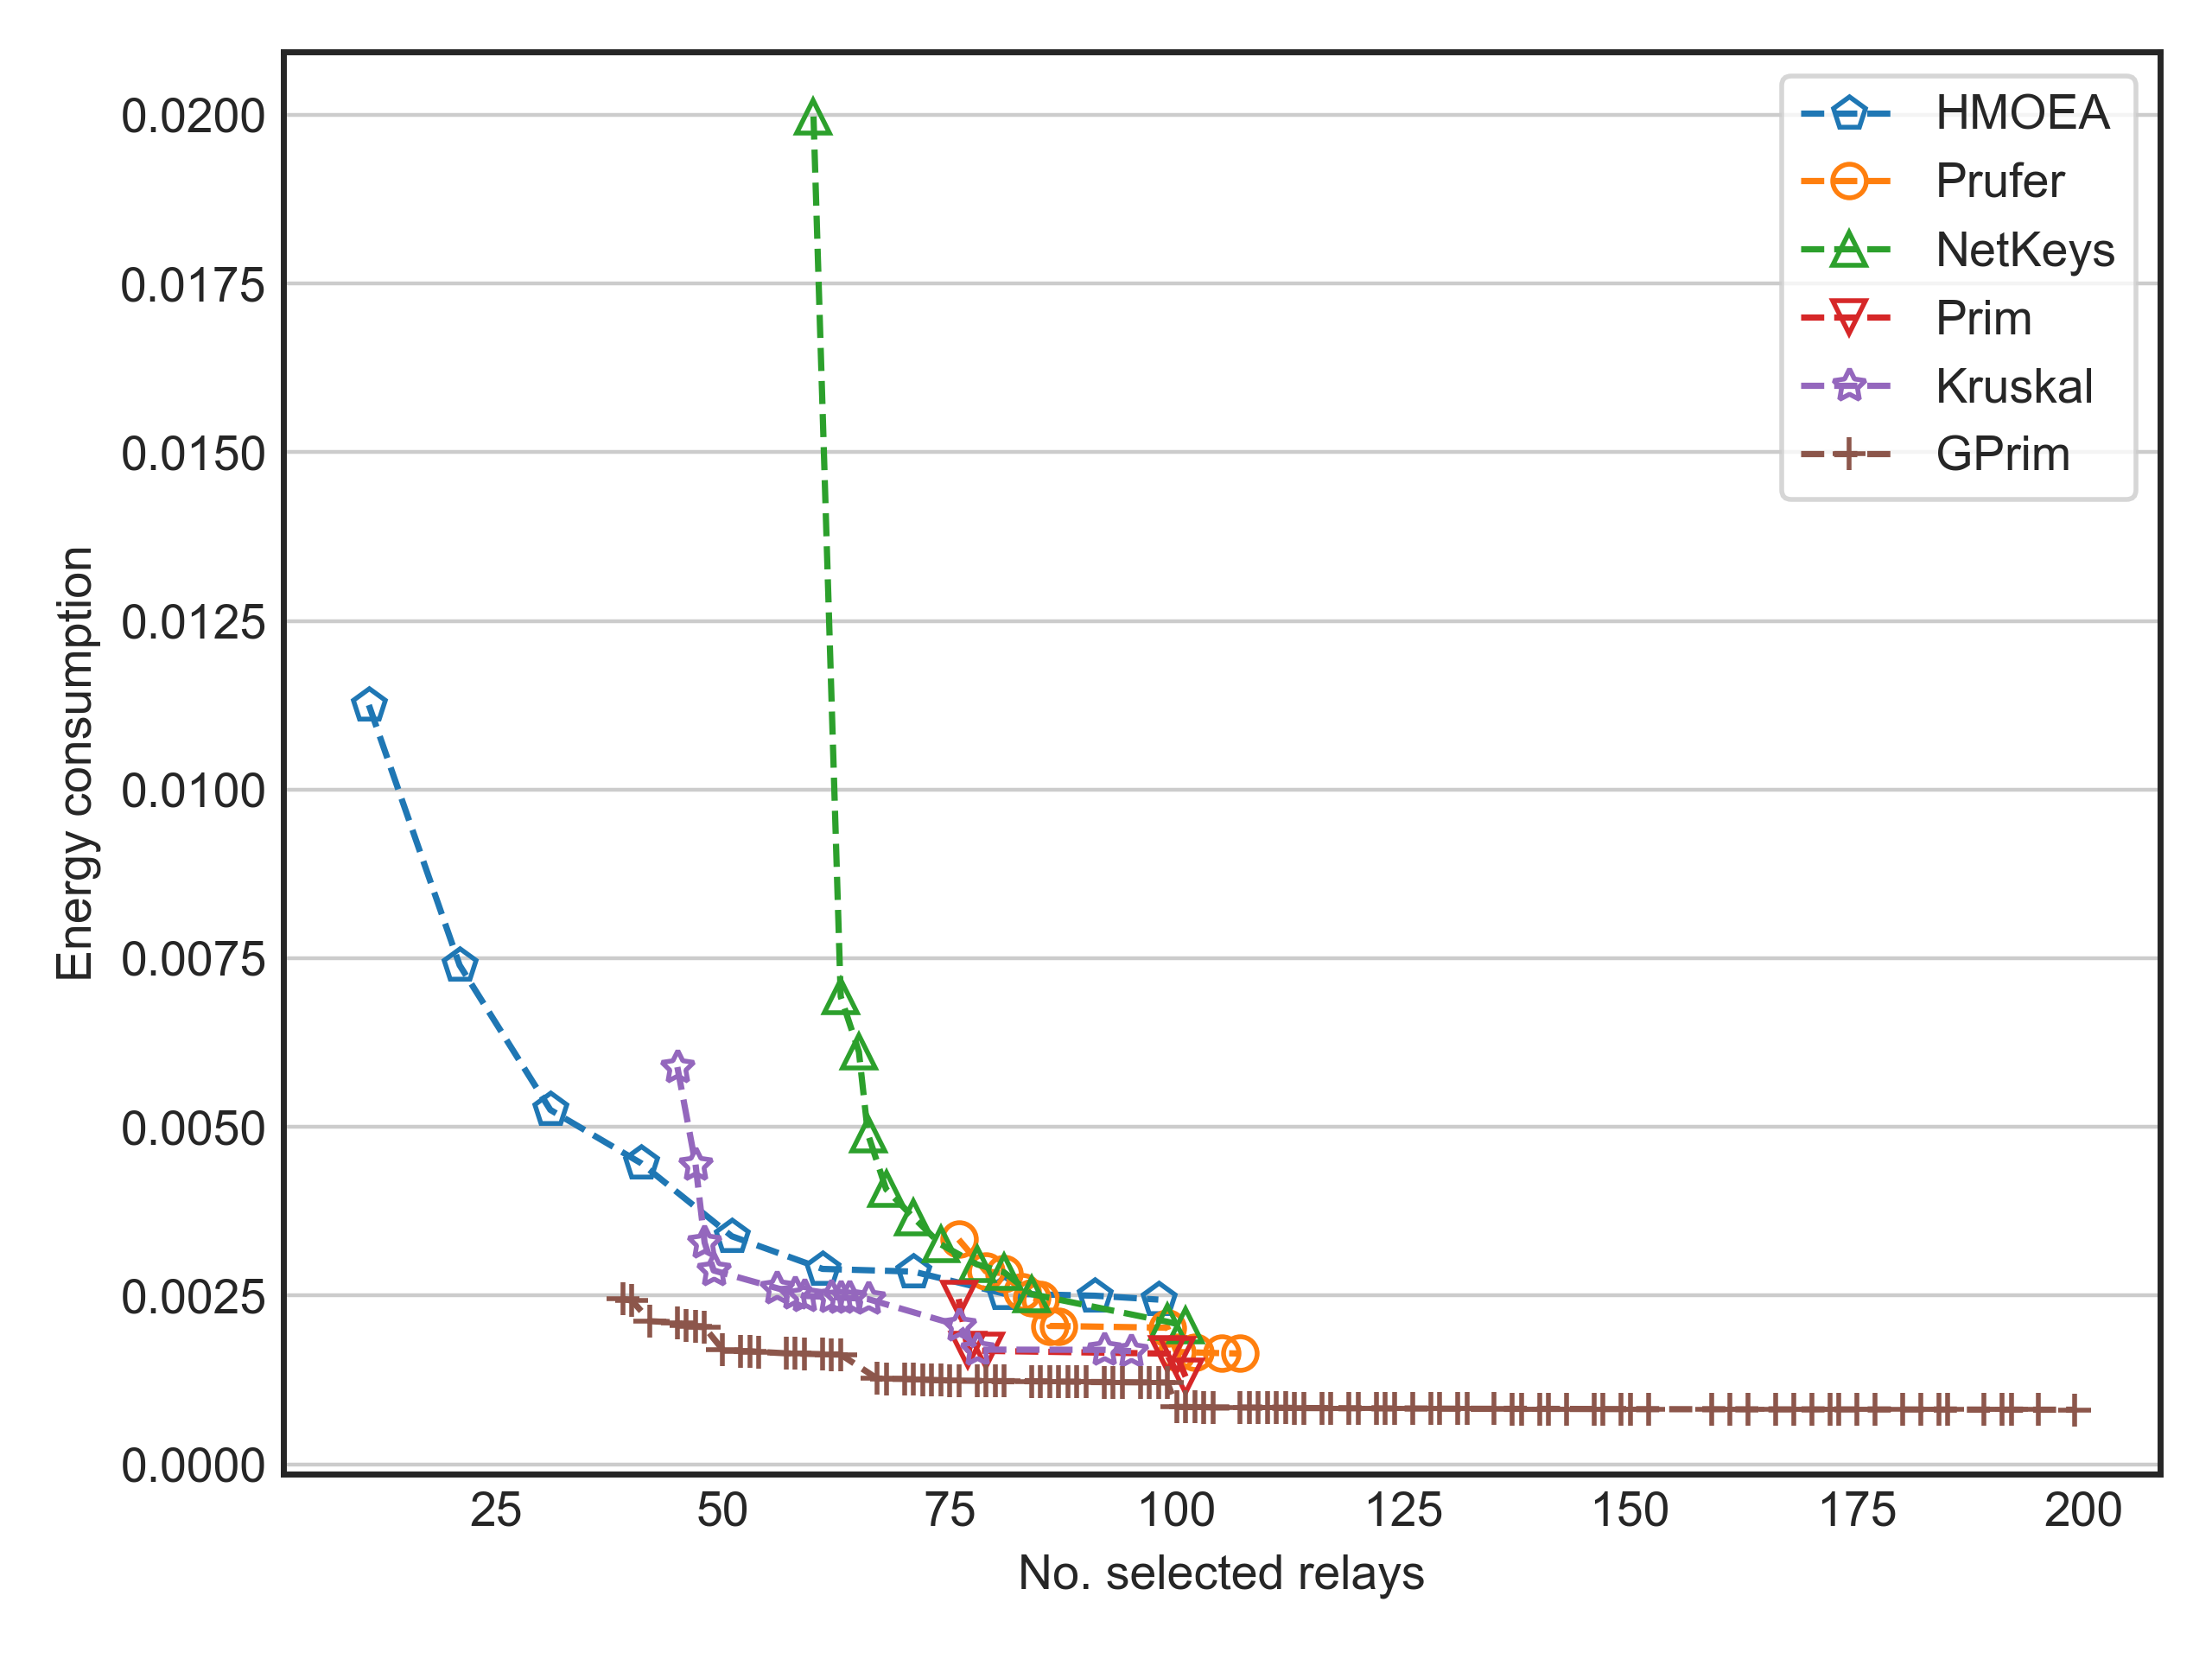 0.0200
0.0175
0.0150
0.0125
0.0100
0.0075
0.0050
0.0025
0.0000
Energy consumption
25 50 75 100 125 150 175 200
No. selected relays
HMOEA
Prufer
NetKeys
Prim
Kruskal
GPrim